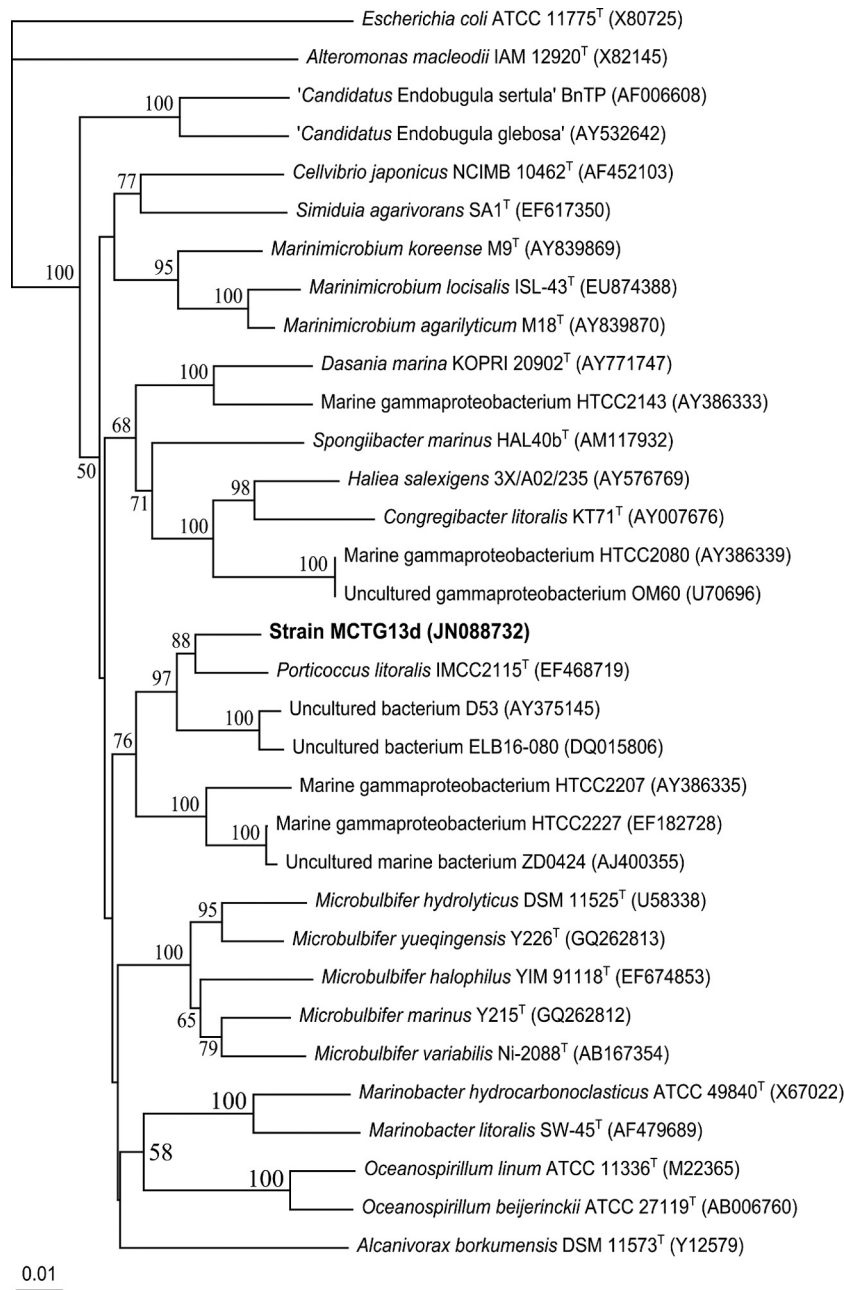 Escherichia coli ATCC 11775ᵀ (X80725)
Alteromonas macleodii IAM 12920ᵀ (X82145)
100
'Candidatus Endobugula sertula' BnTP (AF006608)
'Candidatus Endobugula glebosa' (AY532642)
77
Cellvibrio japonicus NCIMB 10462ᵀ (AF452103)
Simiduia agarivorans SA1ᵀ (EF617350)
Marinimicrobium koreense M9ᵀ (AY839869)
100
95
100
Marinimicrobium locisalis ISL-43ᵀ (EU874388)
Marinimicrobium agarilyticum M18ᵀ (AY839870)
100
Dasania marina KOPRI 20902ᵀ (AY771747)
Marine gammaproteobacterium HTCC2143 (AY386333)
68
Spongiibacter marinus HAL40bᵀ (AM117932)
50
98
Haliea salexigens 3X/A02/235 (AY576769)
71
Congregibacter litoralis KT71ᵀ (AY007676)
100
100
Marine gammaproteobacterium HTCC2080 (AY386339)
Uncultured gammaproteobacterium OM60 (U70696)
88
Strain MCTG13d (JN088732)
Porticoccus litoralis IMCC2115ᵀ (EF468719)
97
100
Uncultured bacterium D53 (AY375145)
Uncultured bacterium ELB16-080 (DQ015806)
76
Marine gammaproteobacterium HTCC2207 (AY386335)
100
100
Marine gammaproteobacterium HTCC2227 (EF182728)
Uncultured marine bacterium ZD0424 (AJ400355)
95
Microbulbifer hydrolyticus DSM 11525ᵀ (U58338)
Microbulbifer yueqingensis Y226ᵀ (GQ262813)
100
Microbulbifer halophilus YIM 91118ᵀ (EF674853)
65
Microbulbifer marinus Y215ᵀ (GQ262812)
79
Microbulbifer variabilis Ni-2088ᵀ (AB167354)
100
Marinobacter hydrocarbonoclasticus ATCC 49840ᵀ (X67022)
Marinobacter litoralis SW-45ᵀ (AF479689)
58
100
Oceanospirillum linum ATCC 11336ᵀ (M22365)
Oceanospirillum beijerinckii ATCC 27119ᵀ (AB006760)
Alcanivorax borkumensis DSM 11573ᵀ (Y12579)
0.01